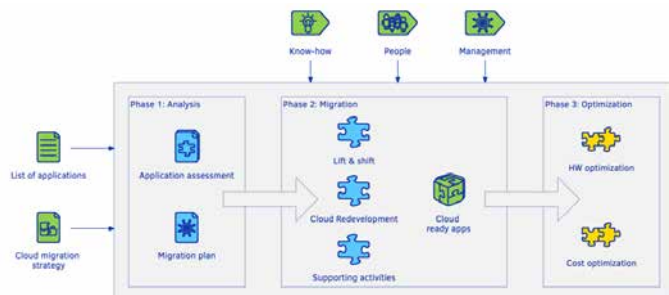 Know-how
People
Management
Phase 1: Analysis
Phase 2: Migration
Phase 3: Optimization
List of applications
Application assessment
Lift & shift
HW optimization
Cloud migration
strategy
Migration plan
Cloud Redevelopment
Cloud
ready apps
Supporting activities
Cost optimization